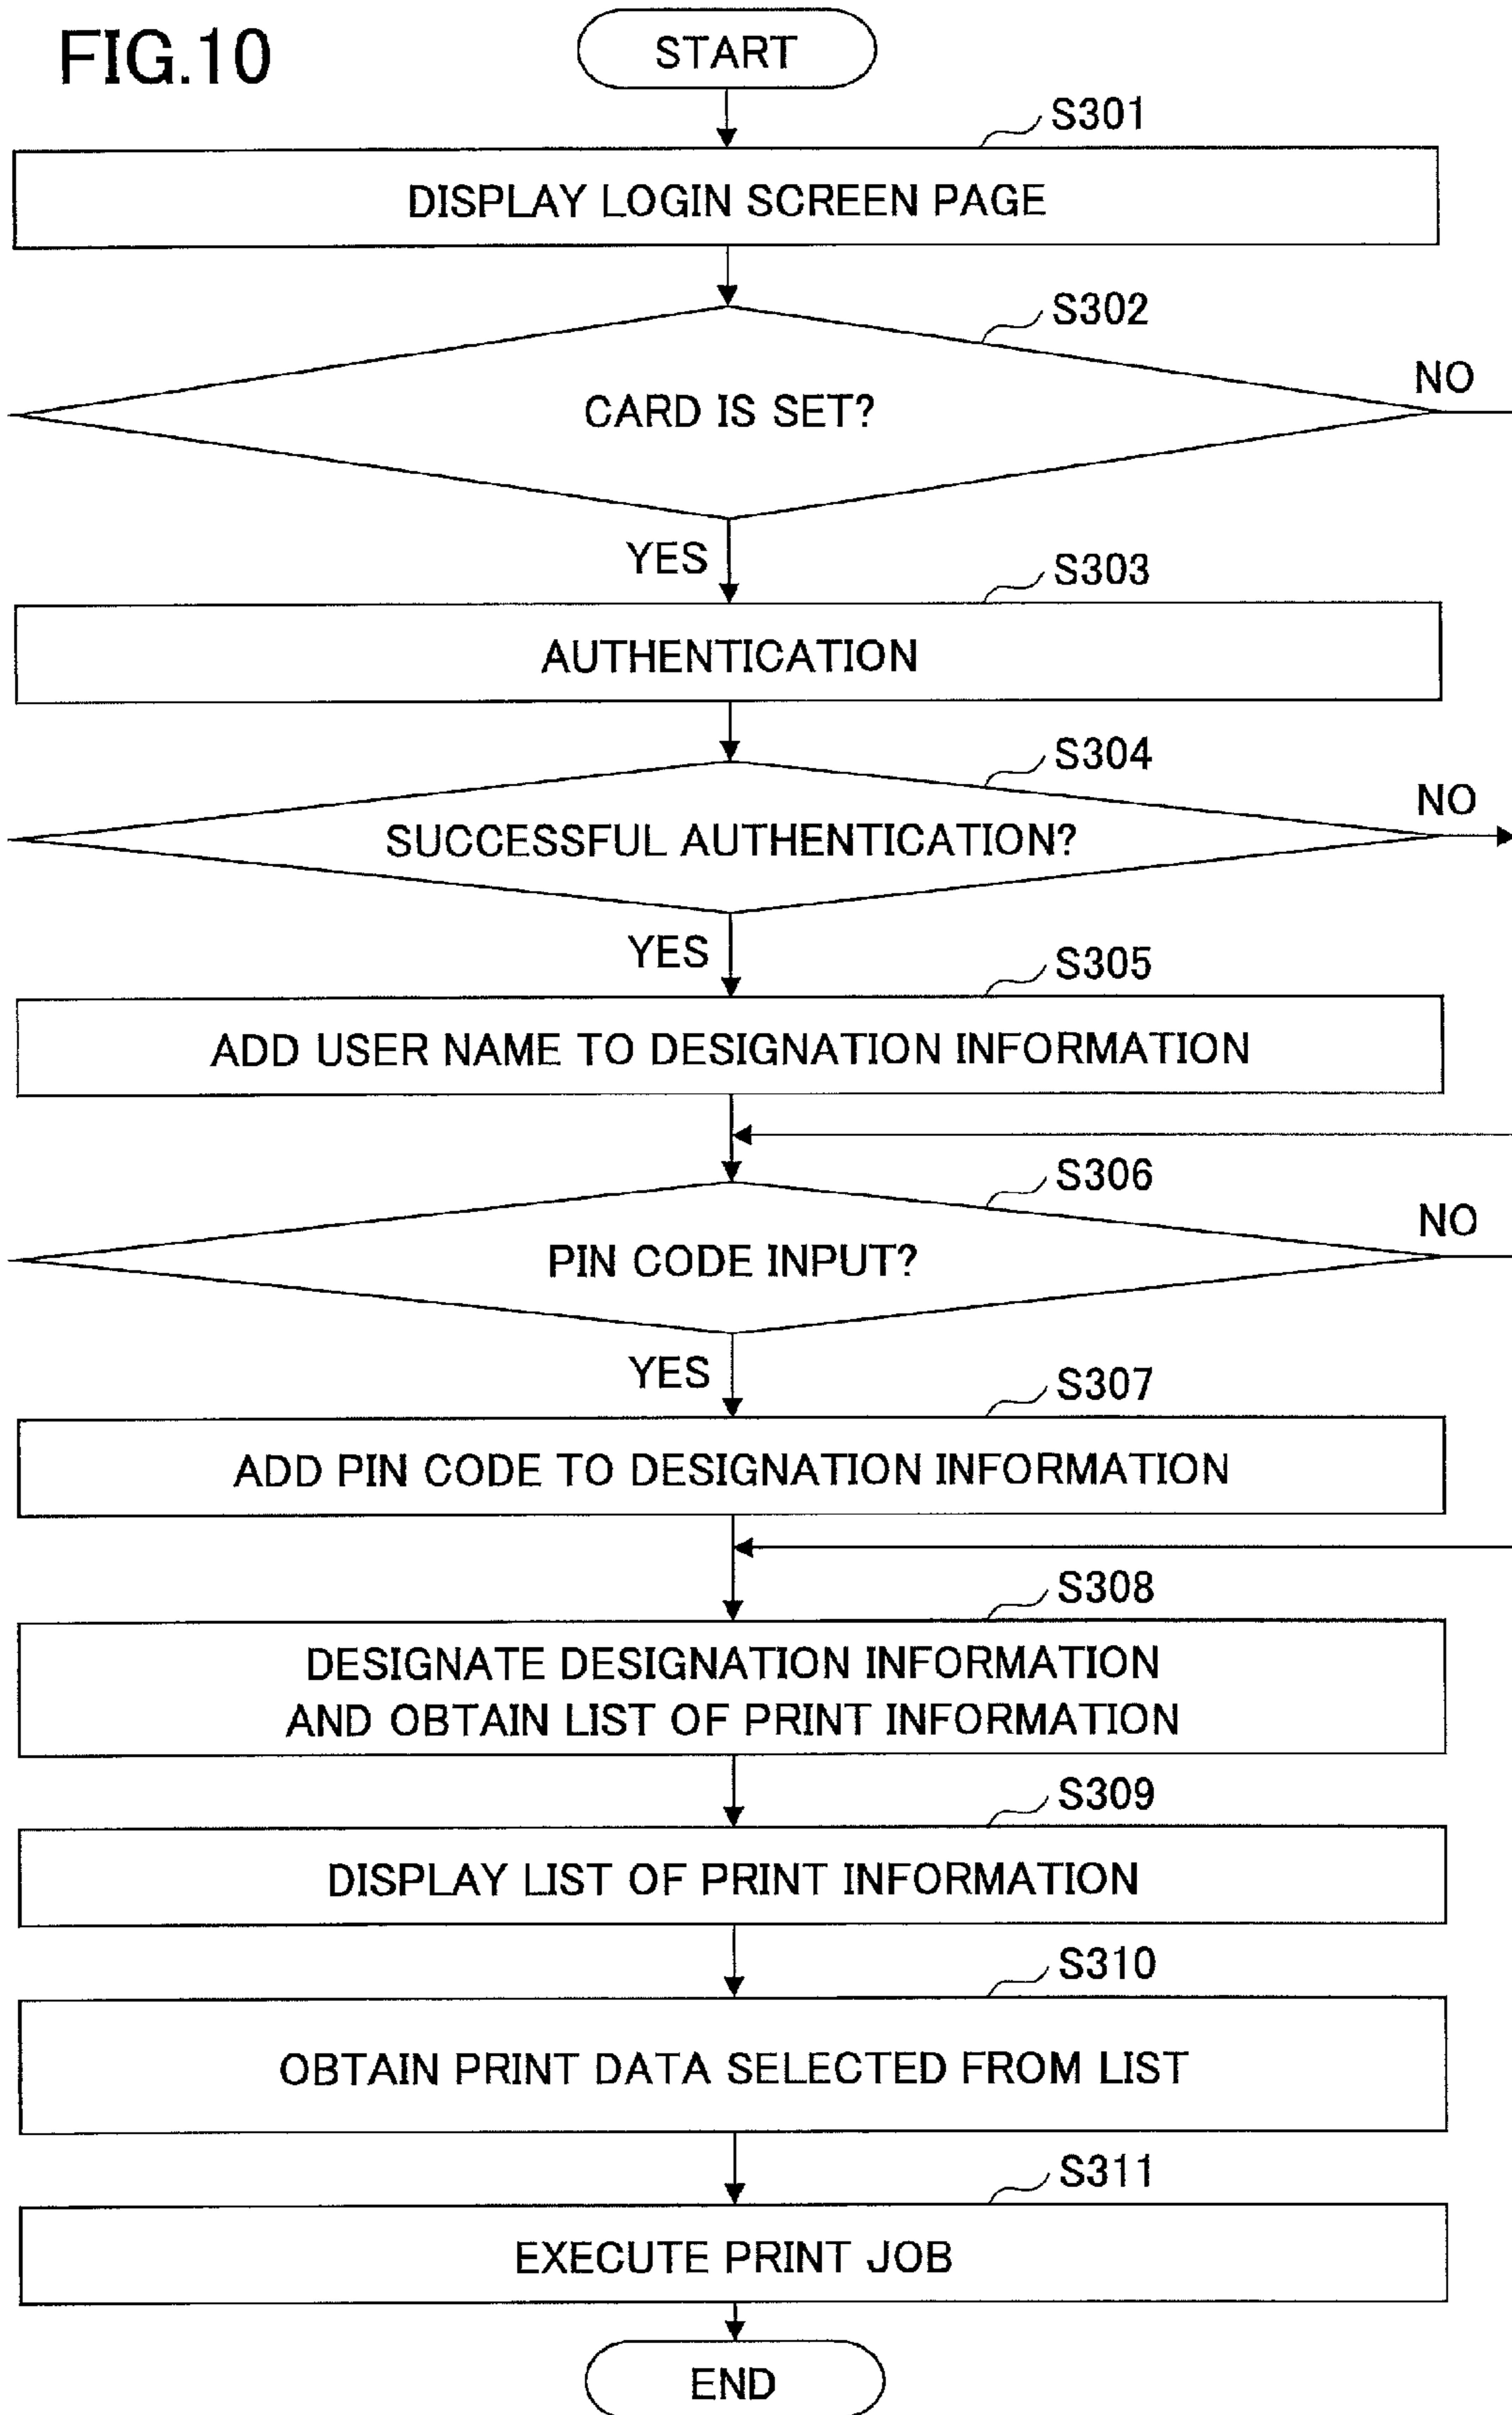 FIG.10
START
S301
DISPLAY LOGIN SCREEN PAGE
S302
CARD IS SET?
NO
YES
S303
AUTHENTICATION
S304
SUCCESSFUL AUTHENTICATION?
NO
YES
S305
ADD USER NAME TO DESIGNATION INFORMATION
S306
PIN CODE INPUT?
NO
YES
S307
ADD PIN CODE TO DESIGNATION INFORMATION
S308
DESIGNATE DESIGNATION INFORMATION
AND OBTAIN LIST OF PRINT INFORMATION
S309
DISPLAY LIST OF PRINT INFORMATION
S310
OBTAIN PRINT DATA SELECTED FROM LIST
S311
EXECUTE PRINT JOB
END